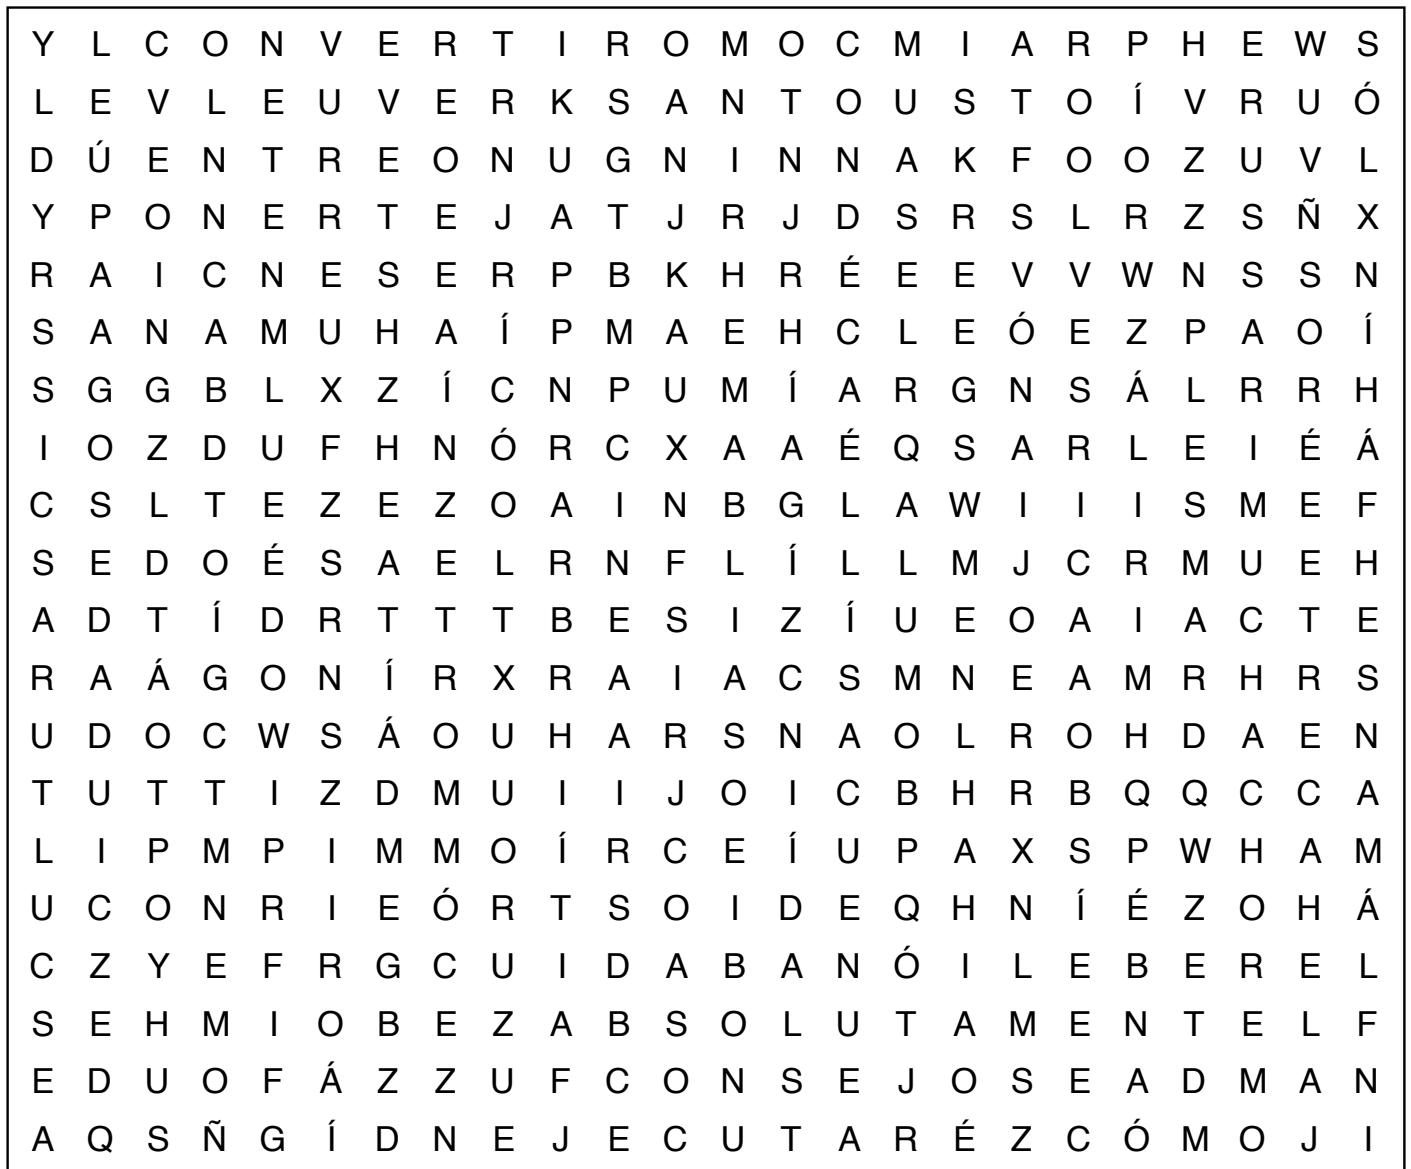 Y L C O N V E R T I R O M O C M I A R P H E W S
L E V L E U V E R K S A N T O U S T O Í V R U Ó
D Ú E N T R E O N U G N I N N A K F O O Z U V L
Y P O N E R T E J A T J R J D S R S L R Z S Ñ X
R A I C N E S E R P B K H R É E E V V W N S S N
S A N A M U H A Í P M A E H C L E Ó E Z P A O Í
S G G B L X Z Í C N P U M Í A R G N S Á L R R H
I O Z D U F H N Ó R C X A A É Q S A R L E I É Á
C S L T E Z E Z O A I N B G L A W I I I S M E F
S E D O É S A E L R N F L Í L L M J C R M U E H
A D T Í D R T T T B E S I Z Í U E O A I A C T E
R A Á G O N Í R X R A I A C S M N E A M R H R S
U D O C W S Á O U H A R S N A O L R O H D A E N
T U T T I Z D M U I I J O I C B H R B Q Q C C A
L I P M P I M M O Í R C E Í U P A X S P W H A M
U C O N R I E Ó R T S O I D E Q H N Í É Z O H Á
C Z Y E F R G C U I D A B A N Ó I L E B E R E L
S E H M I O B E Z A B S O L U T A M E N T E L F
E D U O F Á Z Z U F C O N S E J O S E A D M A N
A Q S Ñ G Í D N E J E C U T A R É Z C Ó M O J I